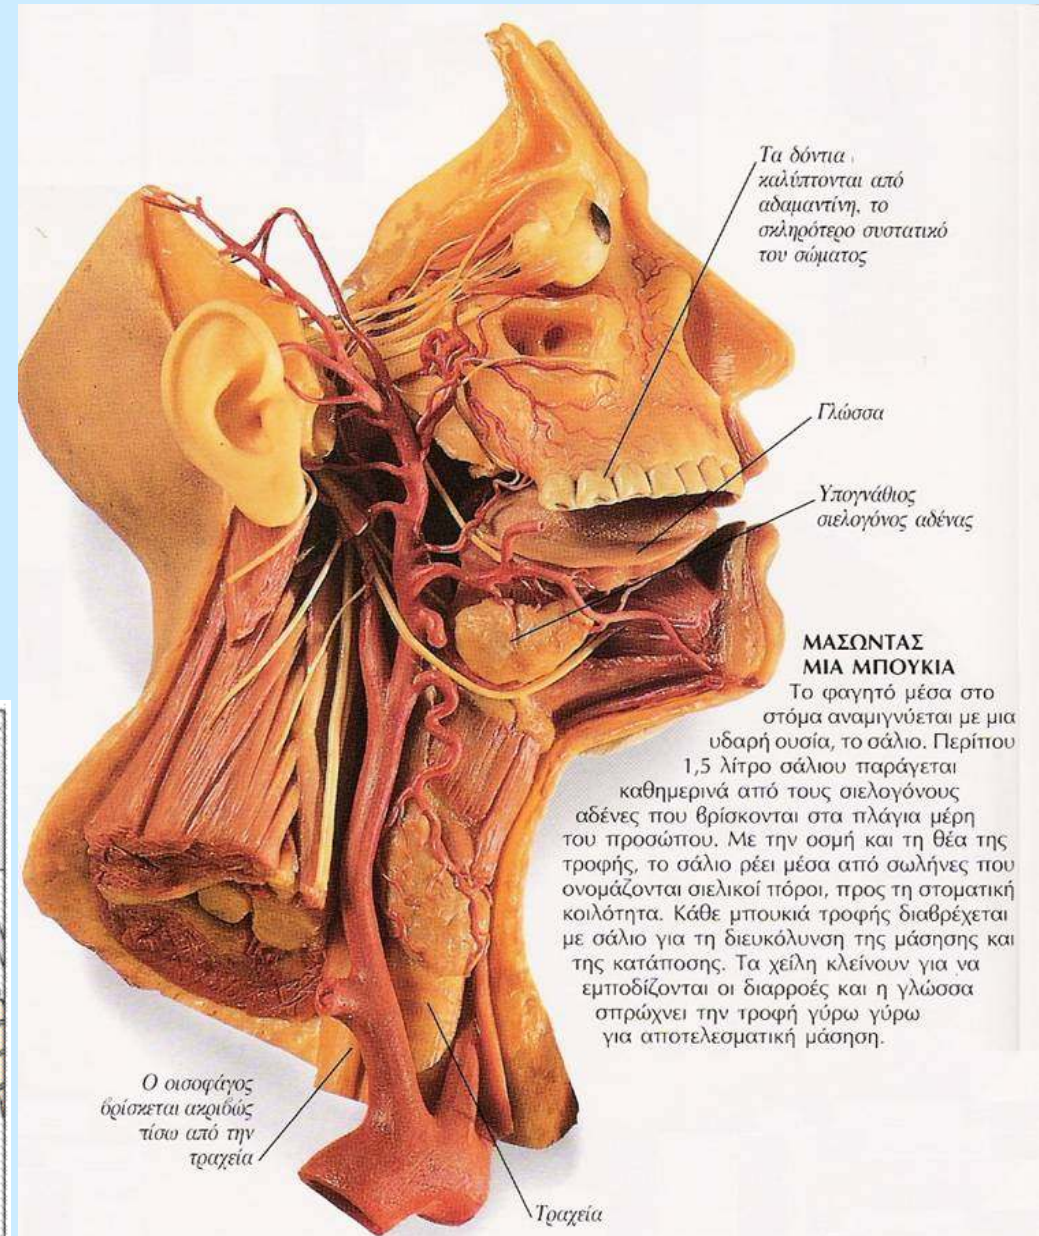 Τα δόντια
καλύπτονται από
αδαμαντίνη, το
σκληρότερο συστατικό
του σώματος
Γλώσσα
Υπογνάθιος
σιελογόνος αδένας
ΜΑΣΩΝΤΑΣ
ΜΙΑ ΜΠΟΥΚΙΑ
Το φαγητό μέσα στο
στόμα αναμιγνύεται με μια
υδαρή ουσία, το σάλιο. Περίπου
1,5 λίτρο σάλιου παράγεται
καθημερινά από τους σιελογόνους
αδένες που βρίσκονται στα πλάγια μέρη
του προσώπου. Με την οσμή και τη θέα της
τροφής, το σάλιο ρέει μέσα από σωλήνες που
ονομάζονται σιελικοί πόροι, προς τη στοματική
κοιλότητα. Κάθε μπουκιά τροφής διαβρέχεται
με σάλιο για τη διευκόλυνση της μάσησης και
της κατάποσης. Τα χείλη κλείνουν για να
εμποδίζονται οι διαρροές και η γλώσσα
σπρώχνει την τροφή γύρω γύρω
για αποτελεσματική μάσηση.
Ο οισοφάγος
βρίσκεται ακριβώς
πίσω από την
τραχεία
Τραχεία